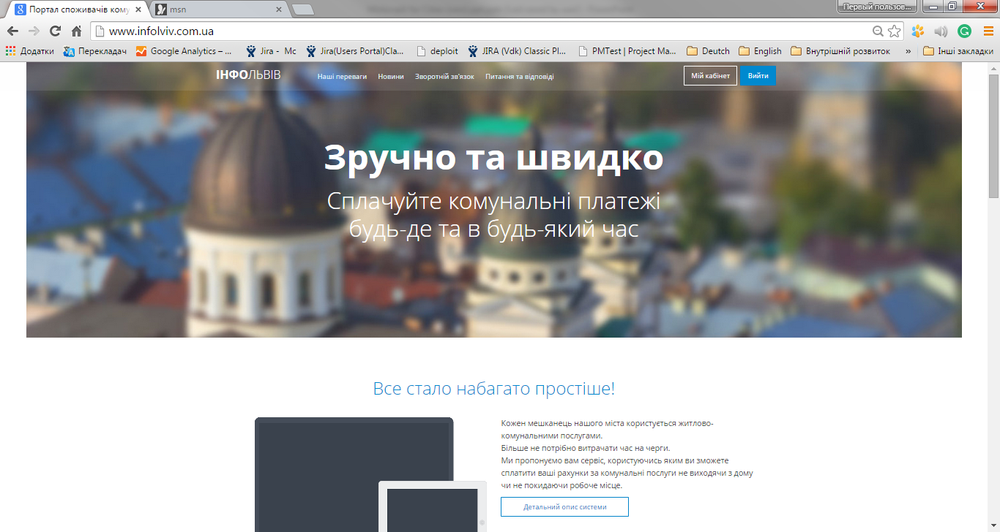 Портал споживачів кому
msn
Первый пользов...
www.infolviv.com.ua
Додатки
Перекладач
Google Analytics – ...
Jira - Mc
Jira(Users Portal)Cla...
deploit
JIRA (Vdk) Classic Pl...
PMTest | Project Ma...
Deutch
English
Внутрішній розвиток
»
Інші закладки
ІНФОЛЬВІВ
Наші переваги
Новини
Зворотній зв'язок
Питання та відповіді
Мій кабінет
Вийти
Зручно та швидко
Сплачуйте комунальні платежі
будь-де та в будь-який час
Все стало набагато простіше!
Кожен мешканець нашого міста користується житлово-
комунальними послугами.
Більше не потрібно витрачати час на черги.
Ми пропонуємо вам сервіс, користуючись яким ви зможете
сплатити ваші рахунки за комунальні послуги не виходячи з дому
чи не покидаючи робоче місце.
Детальний опис системи